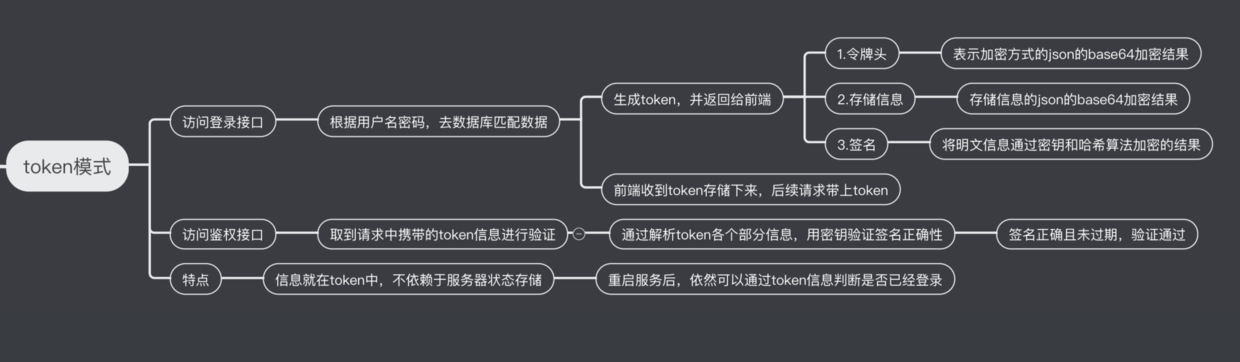 token模式
访问登录接口
根据用户名密码，去数据库匹配数据
生成token，并返回给前端
1.令牌头
表示加密方式的json的base64加密结果
2.存储信息
存储信息的json的base64加密结果
3.签名
将明文信息通过密钥和哈希算法加密的结果
前端收到token存储下来，后续请求带上token
访问鉴权接口
取到请求中携带的token信息进行验证
通过解析token各个部分信息，用密钥验证签名正确性
签名正确且未过期，验证通过
特点
信息就在token中，不依赖于服务器状态存储
重启服务后，依然可以通过token信息判断是否已经登录